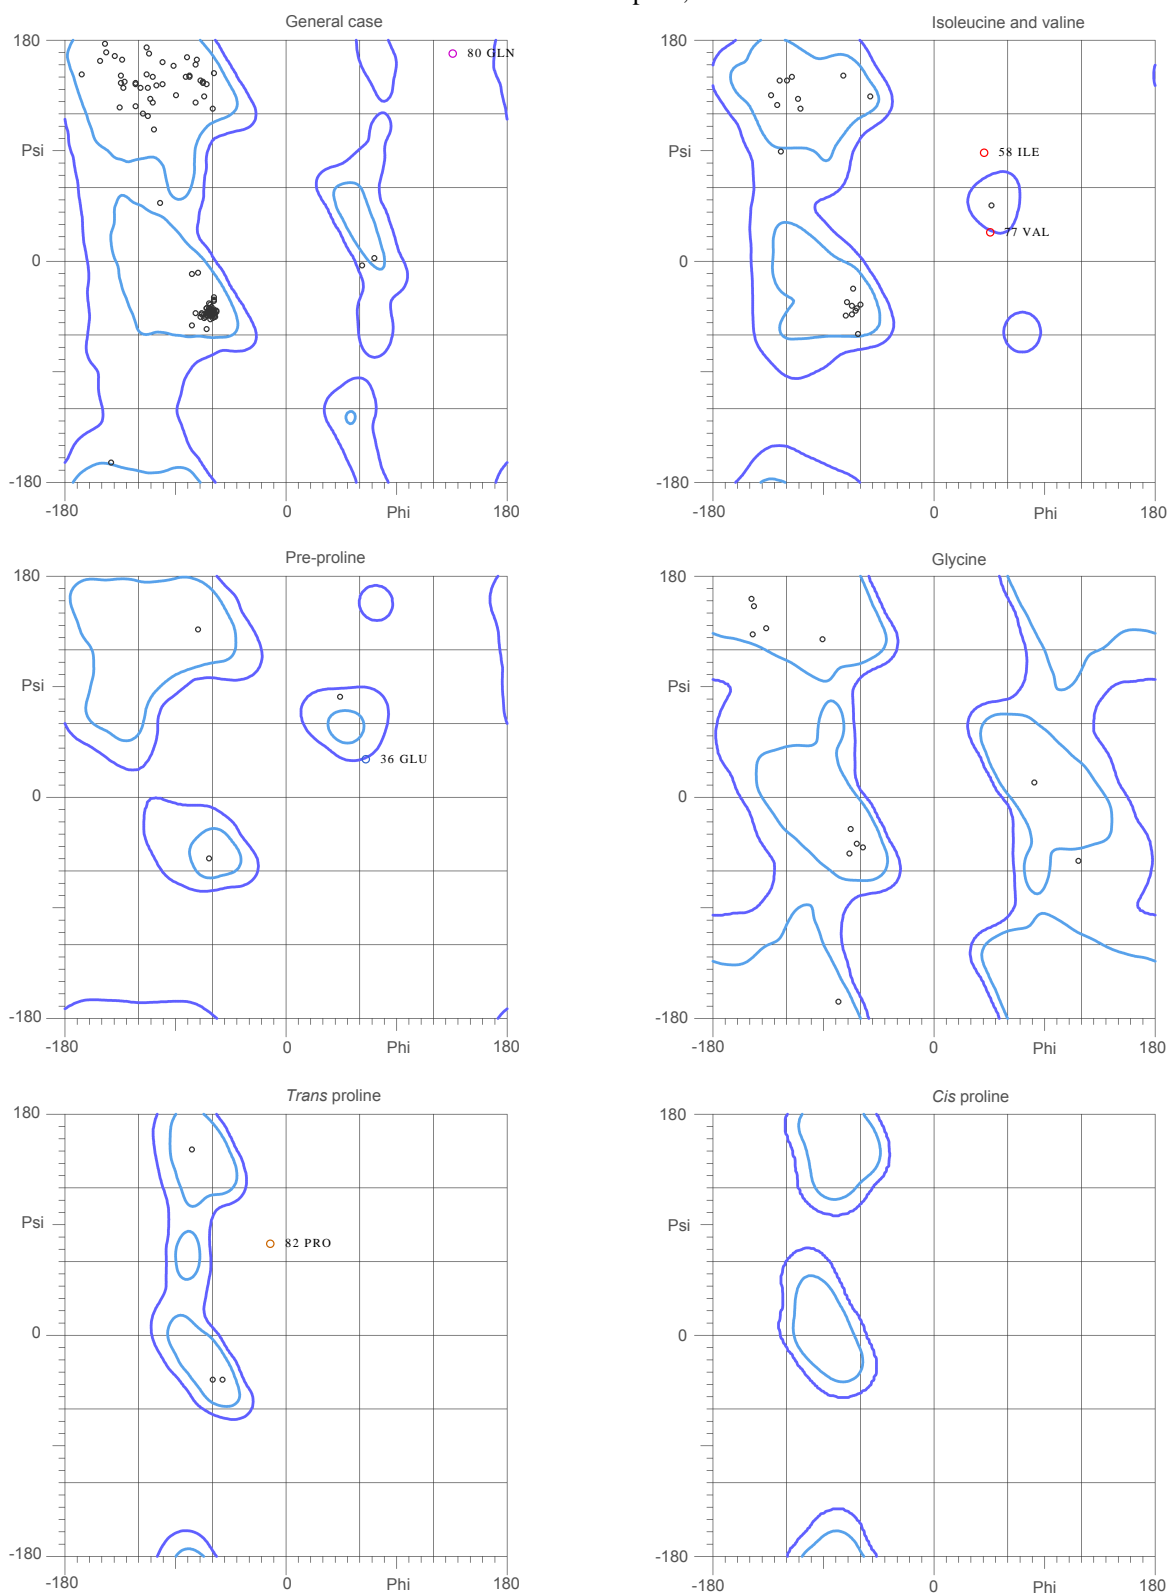 General case
180
Psi
0
-180
-180
0
Phi
180
80 GLN
Isoleucine and valine
180
Psi
0
-180
-180
0
Phi
180
58 ILE
77 VAL
Pre-proline
180
Psi
0
-180
-180
0
Phi
180
36 GLU
Glycine
180
Psi
0
-180
-180
0
Phi
180
Trans proline
180
Psi
0
-180
-180
0
Phi
180
82 PRO
Cis proline
180
Psi
0
-180
-180
0
Phi
180